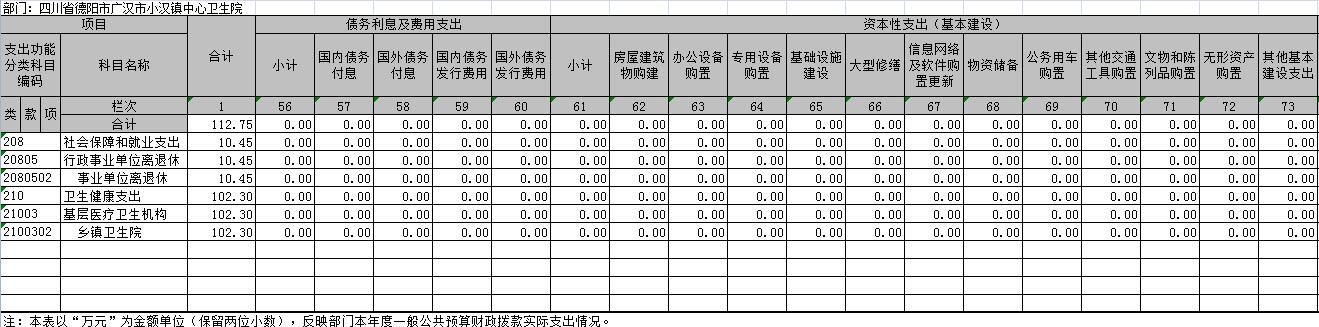 部门：四川省德阳市广汉市小汉镇中心卫生院
项目 合计 债务利息及费用支出 资本性支出（基本建设）
支出功能分类科目编码 科目名称 小计 国内债务付息 国外债务付息 国内债务发行费用 国外债务发行费用 小计 房屋建筑物购建 办公设备购置 专用设备购置 基础设施建设 大型修缮 信息网络及软件购置更新 物资储备 公务用车购置 其他交通工具购置 文物和陈列品购置 无形资产购置 其他基本建设支出
类 款 项 栏次 1 56 57 58 59 60 61 62 63 64 65 66 67 68 69 70 71 72 73
合计 112.75 0.00 0.00 0.00 0.00 0.00 0.00 0.00 0.00 0.00 0.00 0.00 0.00 0.00 0.00 0.00 0.00 0.00 0.00
208 社会保障和就业支出 10.45 0.00 0.00 0.00 0.00 0.00 0.00 0.00 0.00 0.00 0.00 0.00 0.00 0.00 0.00 0.00 0.00 0.00 0.00
20805 行政事业单位离退休 10.45 0.00 0.00 0.00 0.00 0.00 0.00 0.00 0.00 0.00 0.00 0.00 0.00 0.00 0.00 0.00 0.00 0.00 0.00
2080502 事业单位离退休 10.45 0.00 0.00 0.00 0.00 0.00 0.00 0.00 0.00 0.00 0.00 0.00 0.00 0.00 0.00 0.00 0.00 0.00 0.00
210 卫生健康支出 102.30 0.00 0.00 0.00 0.00 0.00 0.00 0.00 0.00 0.00 0.00 0.00 0.00 0.00 0.00 0.00 0.00 0.00 0.00
21003 基层医疗卫生机构 102.30 0.00 0.00 0.00 0.00 0.00 0.00 0.00 0.00 0.00 0.00 0.00 0.00 0.00 0.00 0.00 0.00 0.00 0.00
2100302 乡镇卫生院 102.30 0.00 0.00 0.00 0.00 0.00 0.00 0.00 0.00 0.00 0.00 0.00 0.00 0.00 0.00 0.00 0.00 0.00 0.00
注：本表以“万元”为金额单位（保留两位小数），反映部门本年度一般公共预算财政拨款实际支出情况。